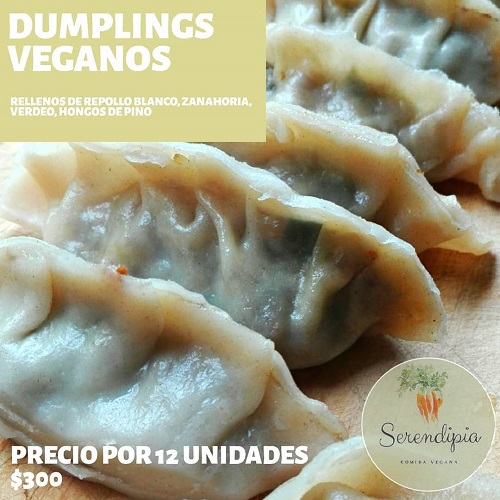 DUMPLINGS
VEGANOS
RELLENOS DE REPOLLO BLANCO, ZANAHORIA,
VERDEO, HONGOS DE PINO
Serendipia
COMIDA VEGANA
PRECIO POR 12 UNIDADES
$300